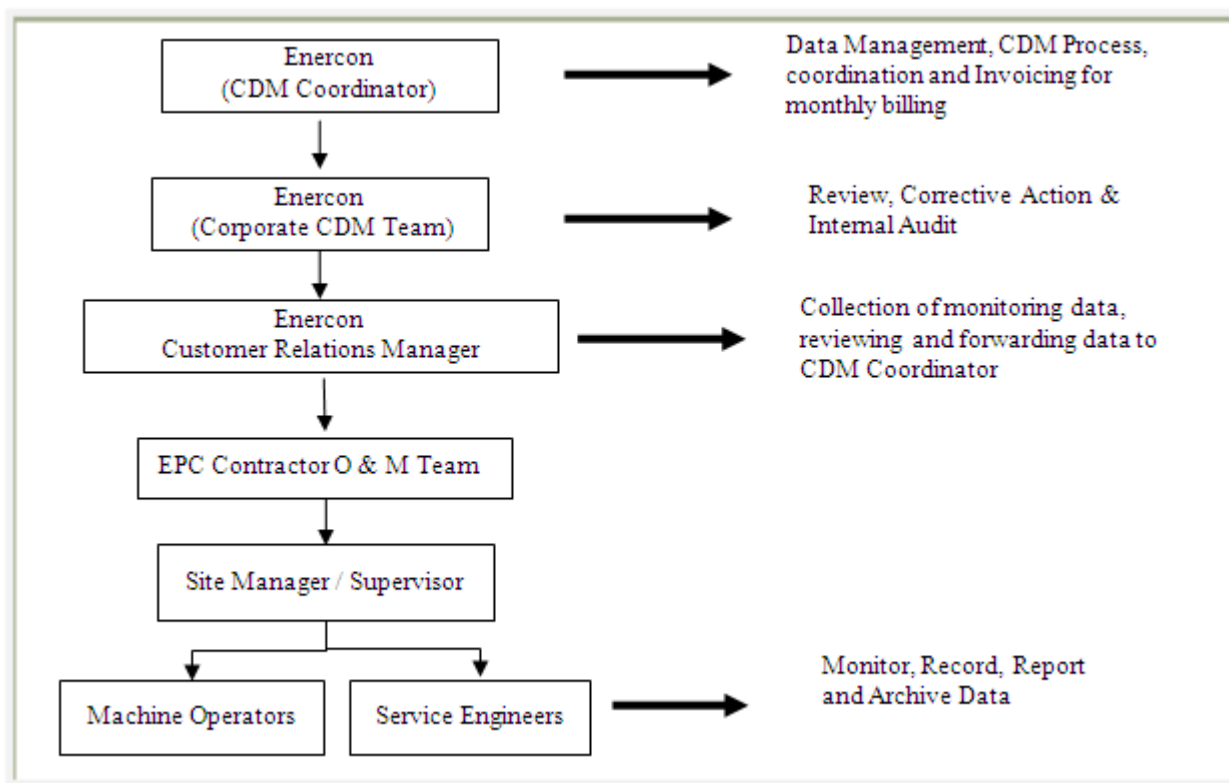 Enercon
(CDM Coordinator)
Data Management, CDM Process,
coordination and Invoicing for
monthly billing
Enercon
(Corporate CDM Team)
Review, Corrective Action &
Internal Audit
Enercon
Customer Relations Manager
Collection of monitoring data,
reviewing and forwarding data to
CDM Coordinator
EPC Contractor O & M Team
Site Manager / Supervisor
Machine Operators
Service Engineers
Monitor, Record, Report
and Archive Data